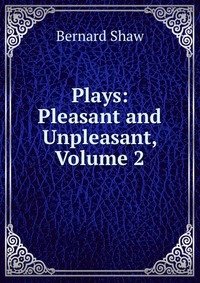 Bernard Shaw
Plays:
Pleasant and
Unpleasant,
Volume 2